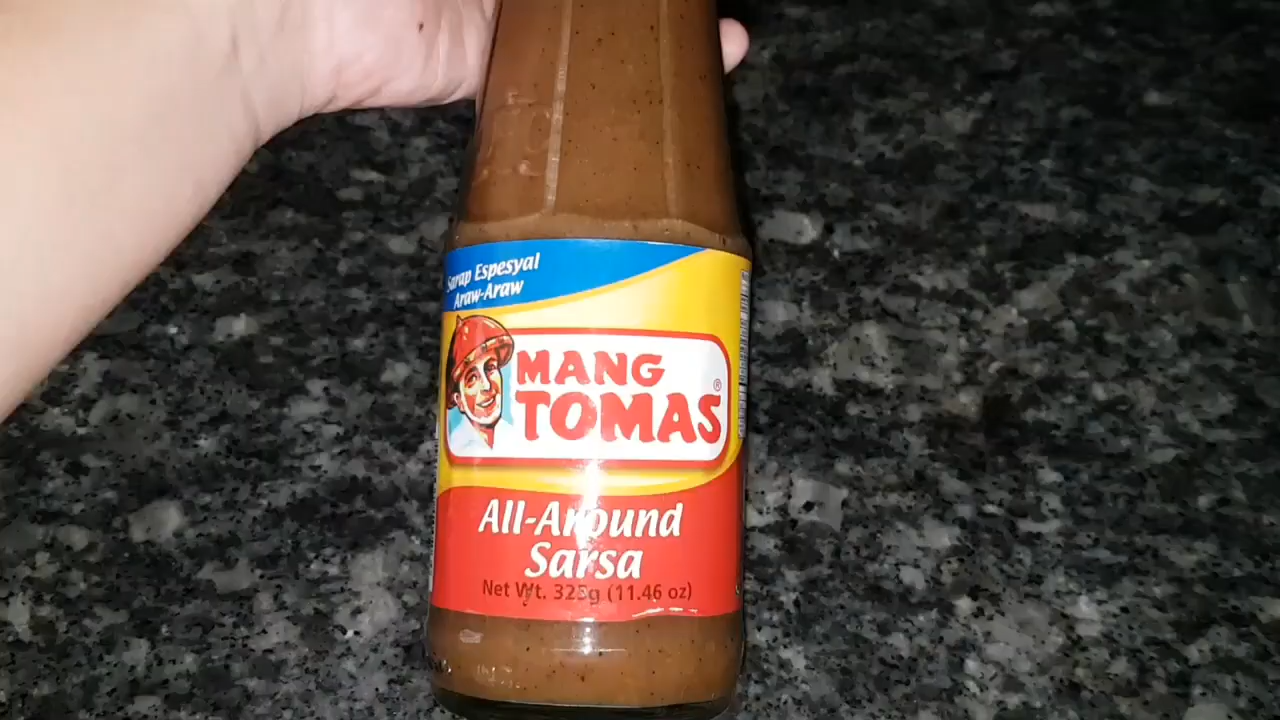 Sarap Espesyal
Araw-Araw
MANG
TOMAS®
All-Around
Sarsa
Net Wt. 325g (11.46 oz)